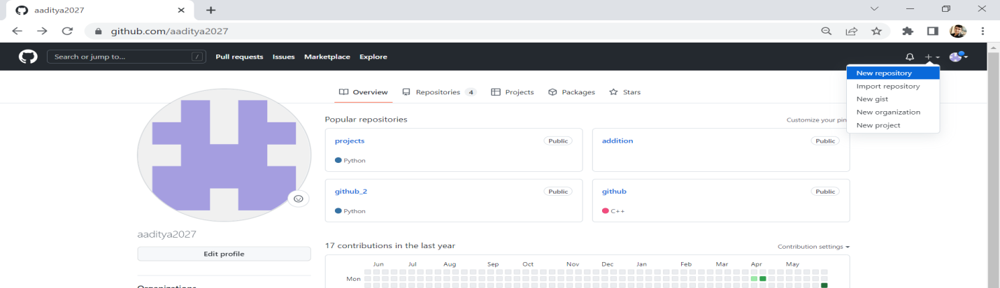 aaditya2027
github.com/aaditya2027
Search or jump to... /
Pull requests Issues Marketplace Explore
New repository
Import repository
New gist
New organization
New project
Overview Repositories 4 Projects Packages Stars
Popular repositories
Customize your pin
projects Public
Python
addition Public
github_2 Public
Python
github Public
C++
aaditya2027
Edit profile
17 contributions in the last year
Contribution settings
Jun Jul Aug Sep Oct Nov Dec Jan Feb Mar Apr May
Mon
Organizations